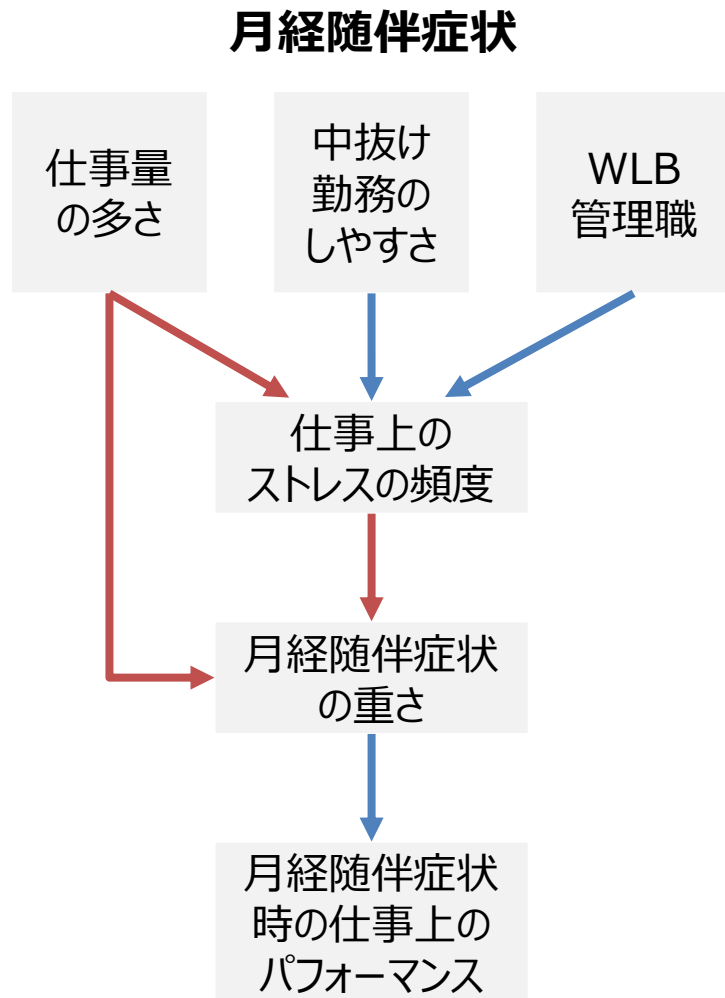 月経随伴症状
仕事量
の多さ
中抜け
勤務の
しやすさ
WLB
管理職
仕事上の
ストレスの頻度
月経随伴症状
の重さ
月経随伴症状
時の仕事上の
パフォーマンス